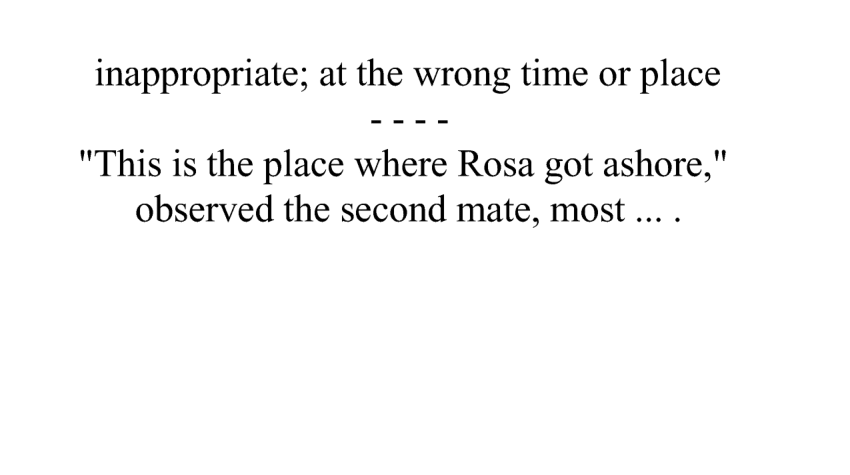 inappropriate; at the wrong time or place
- - - -
"This is the place where Rosa got ashore,"
observed the second mate, most ... .